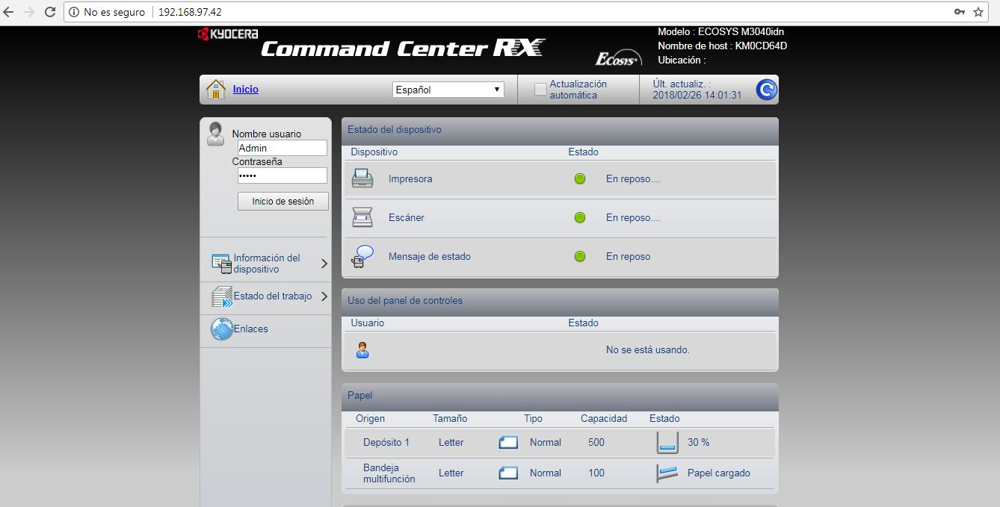 No es seguro 192.168.97.42
KYOCERA
Command Center RX
Ecosys
Modelo : ECOSYS M3040idn
Nombre de host : KM0CD64D
Ubicación :
Inicio
Español
Actualización
automática
Últ. actualiz. :
2018/02/26 14:01:31
Nombre usuario
Admin
Contraseña
•••••
Inicio de sesión
Información del
dispositivo
Estado del trabajo
Enlaces
Estado del dispositivo
Dispositivo Estado
Impresora En reposo....
Escáner En reposo....
Mensaje de estado En reposo
Uso del panel de controles
Usuario Estado
No se está usando.
Papel
Origen Tamaño Tipo Capacidad Estado
Depósito 1 Letter Normal 500 30 %
Bandeja
multifunción Letter Normal 100 Papel cargado